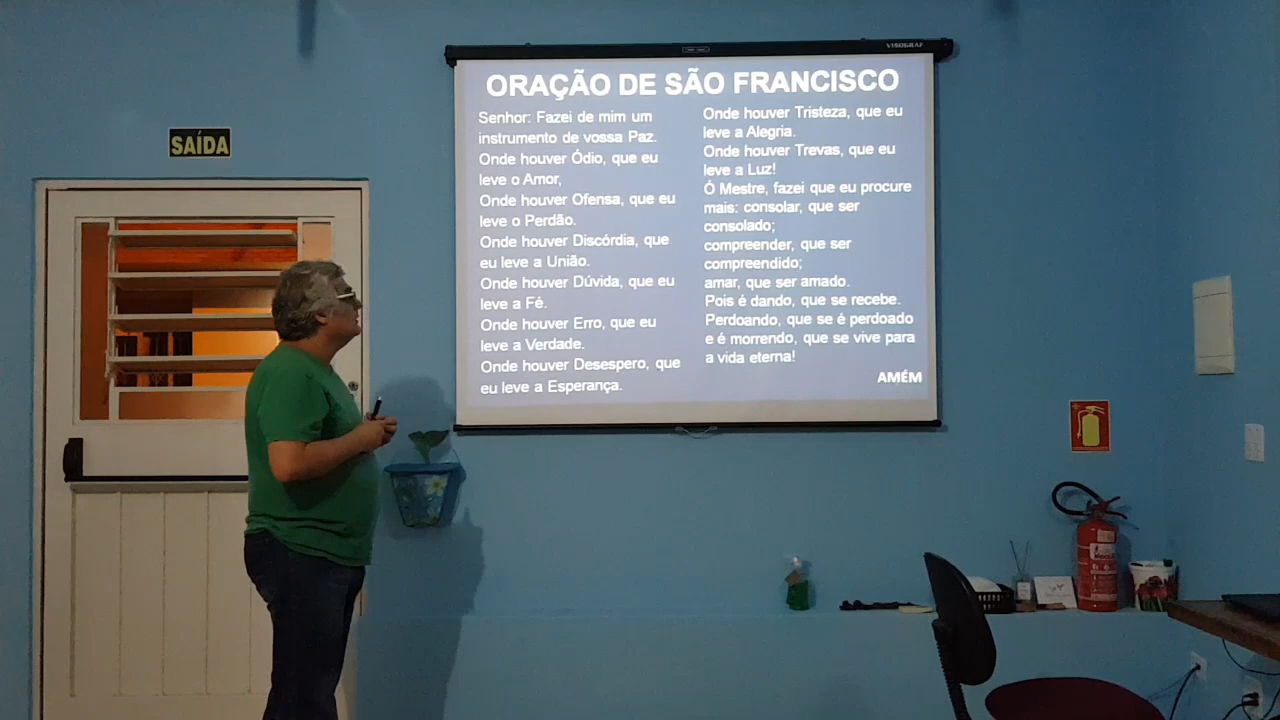 VISOGRAF
ORAÇÃO DE SÃO FRANCISCO
Senhor: Fazei de mim um
instrumento de vossa Paz.
Onde houver Ódio, que eu
leve o Amor,
Onde houver Ofensa, que eu
leve o Perdão.
Onde houver Discórdia, que
eu leve a União.
Onde houver Dúvida, que eu
leve a Fé.
Onde houver Erro, que eu
leve a Verdade.
Onde houver Desespero, que
eu leve a Esperança.
Onde houver Tristeza, que eu
leve a Alegria.
Onde houver Trevas, que eu
leve a Luz!
Ó Mestre, fazei que eu procure
mais: consolar, que ser
consolado;
compreender, que ser
compreendido;
amar, que ser amado.
Pois é dando, que se recebe.
Perdoando, que se é perdoado
e é morrendo, que se vive para
a vida eterna!
AMÉM
SAÍDA